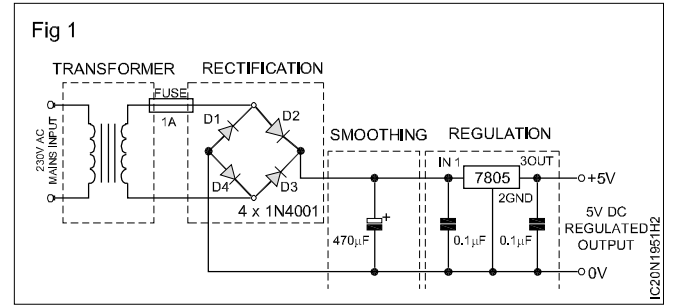 Fig 1
TRANSFORMER
RECTIFICATION
FUSE
1A
230V AC
MAINS INPUT
D1
D2
D4
D3
4 x 1N4001
SMOOTHING
REGULATION
IN 1
7805
3OUT
2GND
+5V
470µF
+
0.1µF
0.1µF
5V DC
REGULATED
OUTPUT
0V
IC20N1951H2